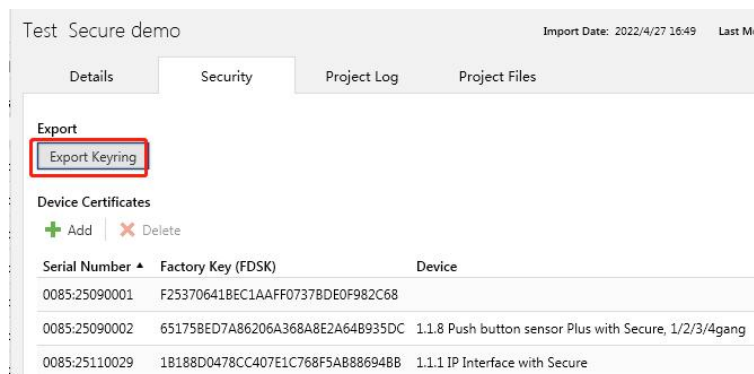 Test Secure demo Import Date: 2022/4/27 16:49 Last M
Details Security Project Log Project Files
Export
Export Keyring
Device Certificates
Add Delete
Serial Number Factory Key (FDSK) Device
0085:25090001 F25370641BEC1AAFF0737BDE0F982C68
0085:25090002 65175BED7A86206A368A8E2A64B935DC 1.1.8 Push button sensor Plus with Secure, 1/2/3/4gang
0085:25110029 1B188D0478CC407E1C768F5AB88694BB 1.1.1 IP Interface with Secure